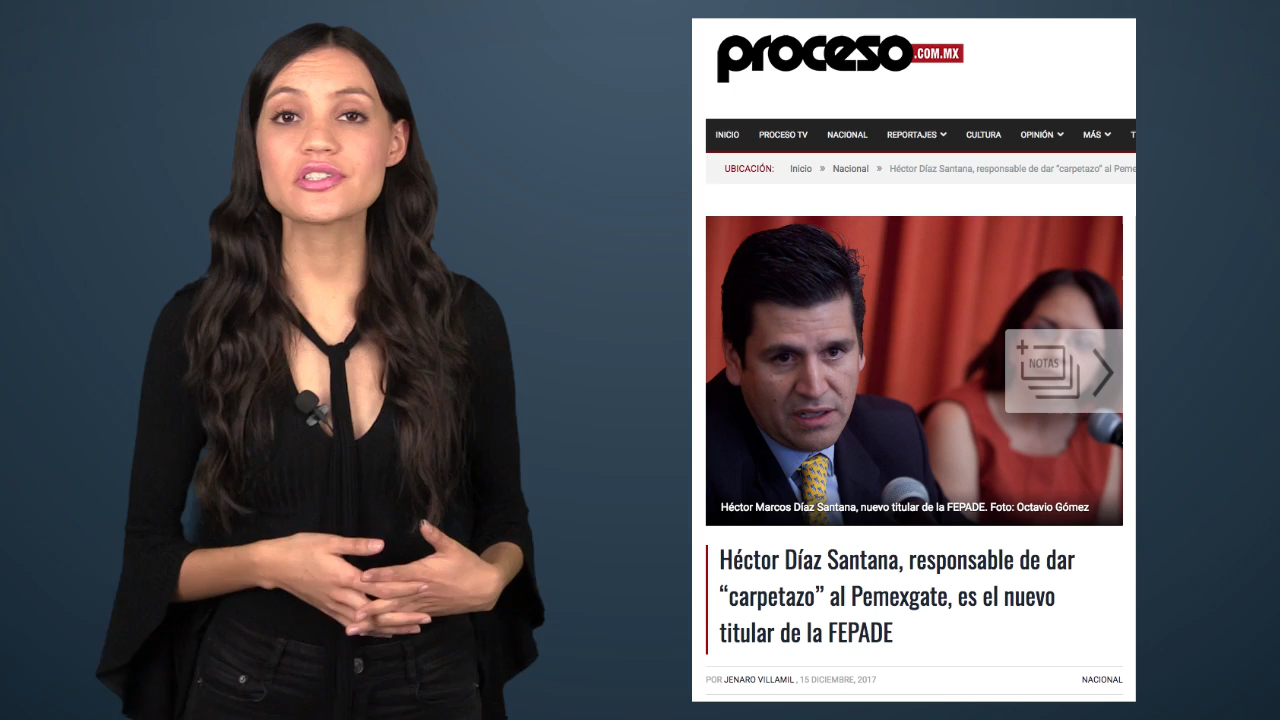 proceso.COM.MX
INICIO PROCESO TV NACIONAL REPORTAJES CULTURA OPINIÓN MÁS T
UBICACIÓN: Inicio » Nacional » Héctor Díaz Santana, responsable de dar “carpetazo” al Peme
NOTAS
Héctor Marcos Díaz Santana, nuevo titular de la FEPADE. Foto: Octavio Gómez
Héctor Díaz Santana, responsable de dar
“carpetazo” al Pemexgate, es el nuevo
titular de la FEPADE
POR JENARO VILLAMIL , 15 DICIEMBRE, 2017 NACIONAL